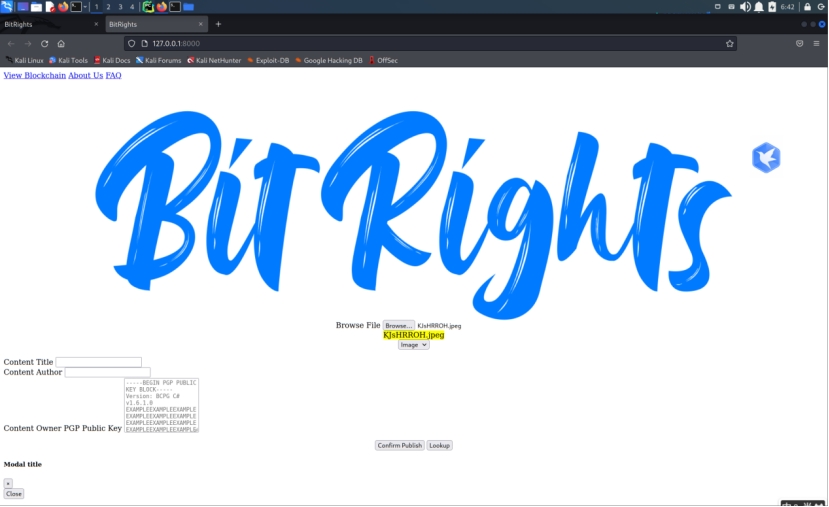 1 2 3 4 6:42
BitRights BitRights
127.0.0.1:8000
Kali Linux Kali Tools Kali Docs Kali Forums Kali NetHunter Exploit-DB Google Hacking DB OffSec
View Blockchain About Us FAQ
BitRights
Browse File Browse... KJsHRROH.jpeg
KJsHRROH.jpeg
Image
Content Title
Content Author
-----BEGIN PGP PUBLIC
KEY BLOCK-----
Version: BCPG C#
v1.6.1.0
EXAMPLEEXAMPLEEXAMPLE
EXAMPLEEXAMPLEEXAMPLE
EXAMPLEEXAMPLEEXAMPLE
Content Owner PGP Public Key
Confirm Publish Lookup
Modal title
×
Close